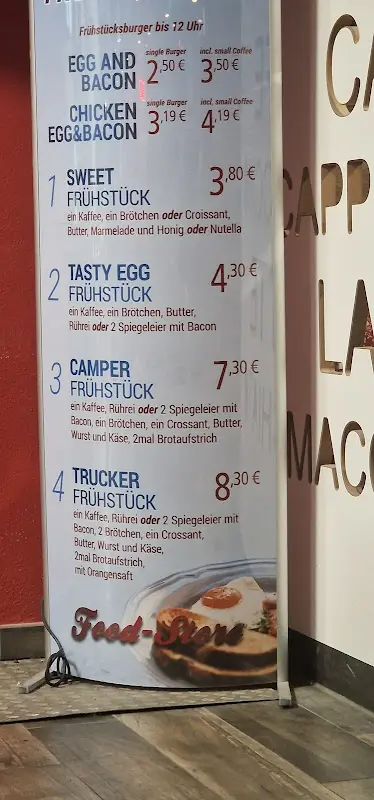 Frühstücksburger bis 12 Uhr
single Burger incl. small Coffee
EGG AND 2,50 € 3,50 €
BACON
single Burger incl. small Coffee
CHICKEN 3,19 € 4,19 €
EGG&BACON
1 SWEET 3,80 €
FRÜHSTÜCK
ein Kaffee, ein Brötchen oder Croissant,
Butter, Marmelade und Honig oder Nutella
2 TASTY EGG 4,30 €
FRÜHSTÜCK
ein Kaffee, ein Brötchen, Butter,
Rührei oder 2 Spiegeleier mit Bacon
3 CAMPER 7,30 €
FRÜHSTÜCK
ein Kaffee, Rührei oder 2 Spiegeleier mit
Bacon, ein Brötchen, ein Crossant, Butter,
Wurst und Käse, 2mal Brotaufstrich
4 TRUCKER 8,30 €
FRÜHSTÜCK
ein Kaffee, Rührei oder 2 Spiegeleier mit
Bacon, 2 Brötchen, ein Crossant,
Butter, Wurst und Käse,
2mal Brotaufstrich,
mit Orangensaft
Food-Store
CA
CAPP
LA
MACC